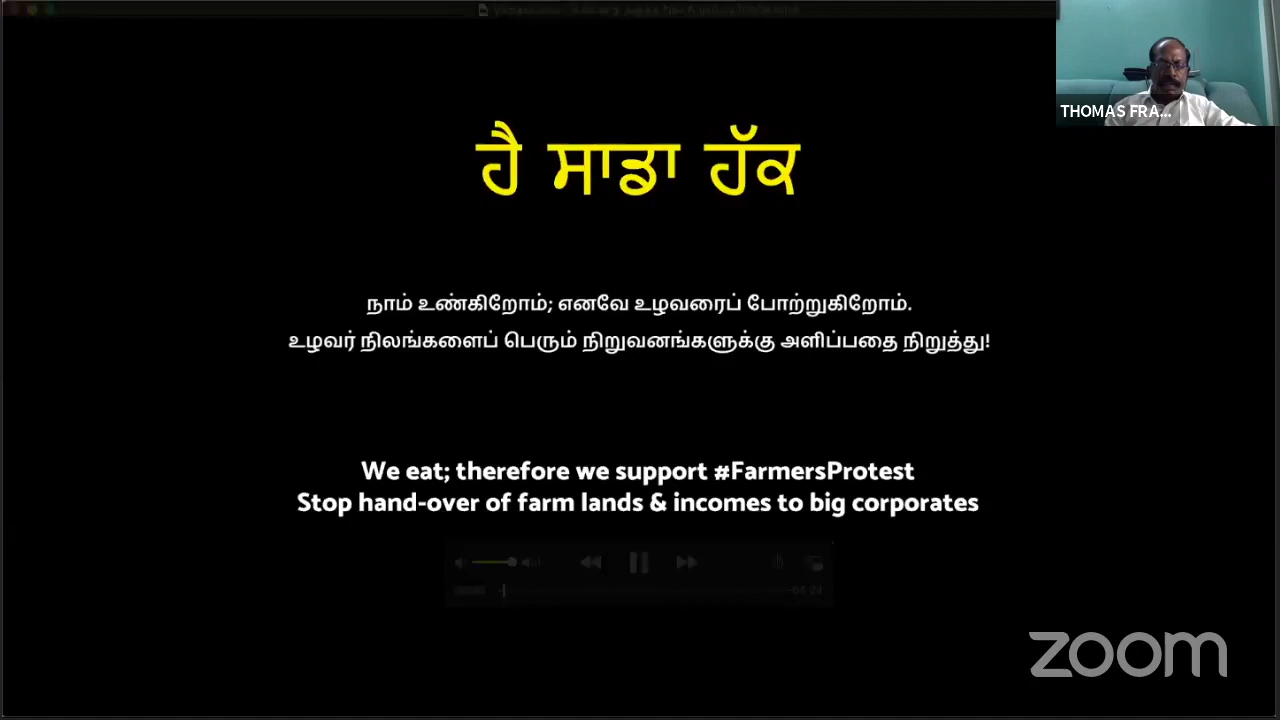 THOMAS FRA...
ਹੈ ਸਾਡਾ ਹੱਕ
நாம் உண்கிறோம்; எனவே உழவரைப் போற்றுகிறோம்.
உழவர் நிலங்களைப் பெரும் நிறுவனங்களுக்கு அளிப்பதை நிறுத்து!
We eat; therefore we support #FarmersProtest
Stop hand-over of farm lands & incomes to big corporates
zoom